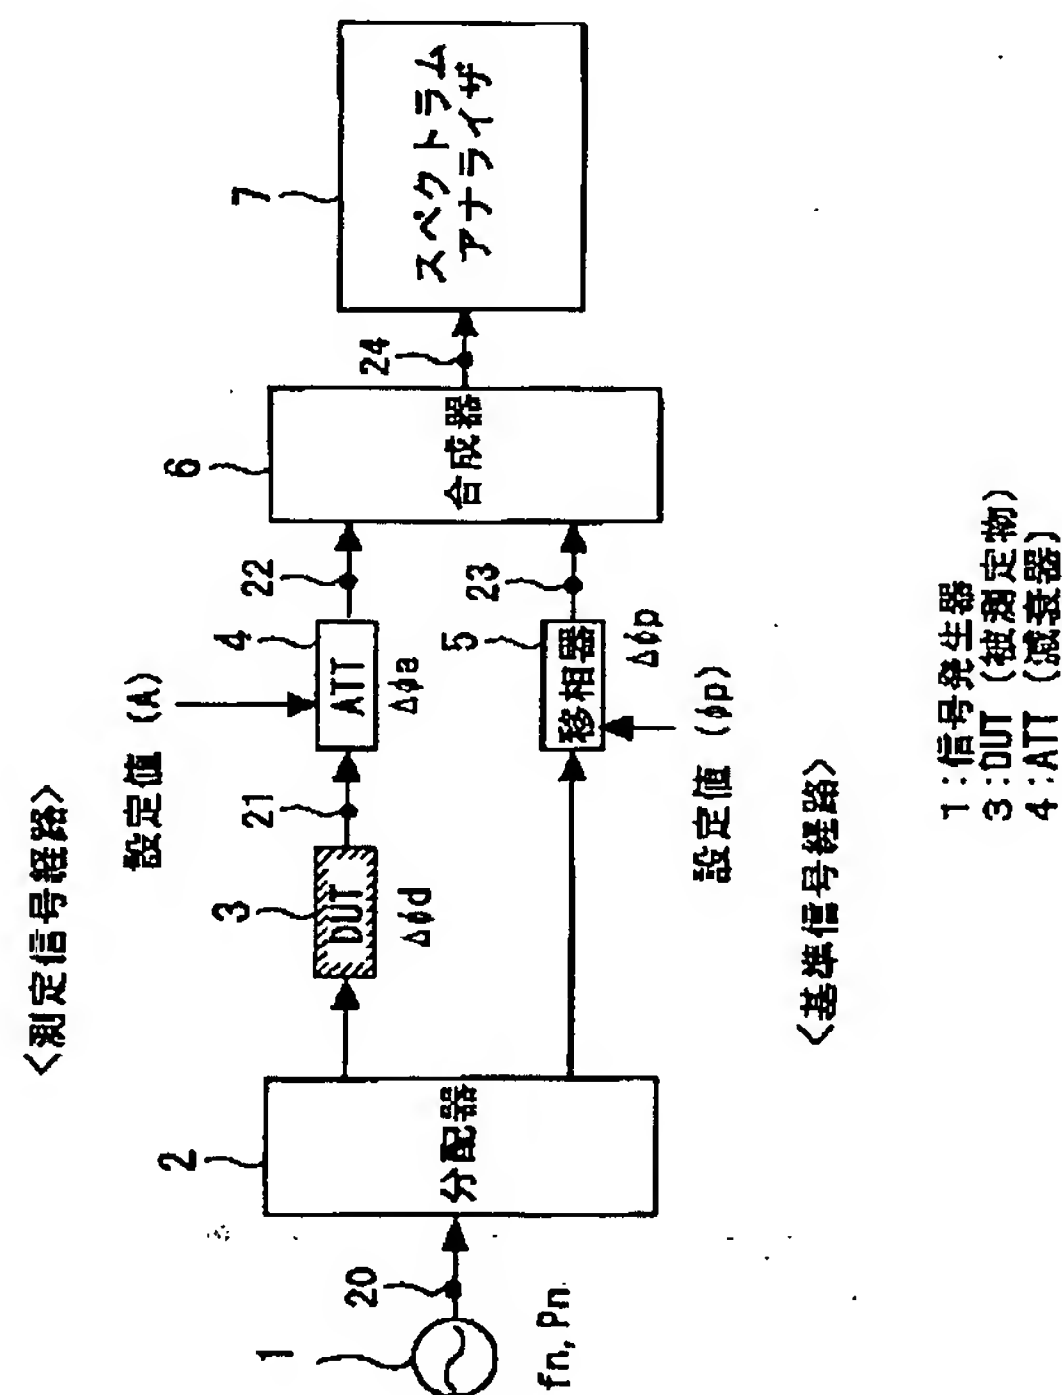 <測定信号経路>
設定値 (A)
1
20
fn, Pn
2
分配器
3
DUT
Δϕd
21
4
ATT
Δϕa
22
5
移相器
Δϕp
23
設定値 (ϕp)
<基準信号経路>
6
合成器
24
7
スペクトラム
アナライザ
1:信号発生器
3:DUT (被測定物)
4:ATT (減衰器)